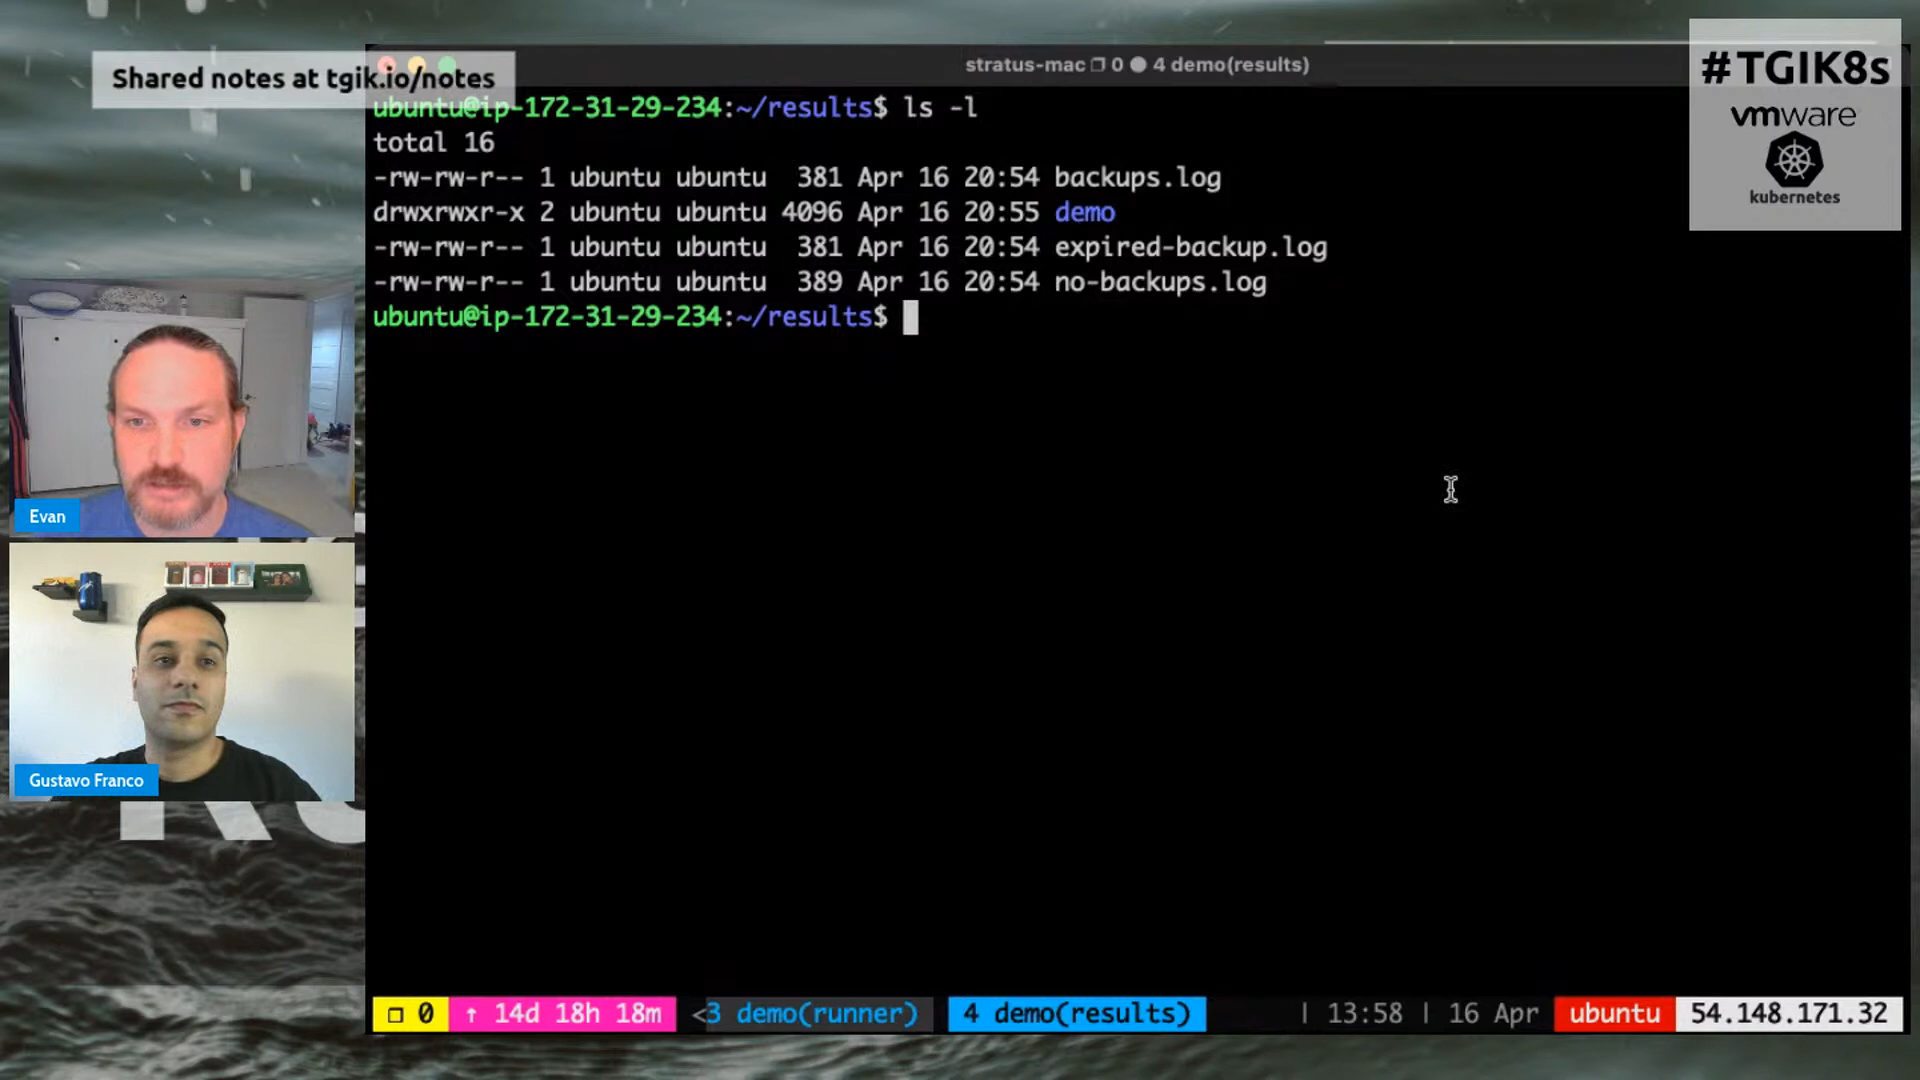 Shared notes at tgik.io/notes
stratus-mac ❐ 0 ● 4 demo(results)
#TGIK8s
vmware
kubernetes
ubuntu@ip-172-31-29-234:~/results$ ls -l
total 16
-rw-rw-r-- 1 ubuntu ubuntu  381 Apr 16 20:54 backups.log
drwxrwxr-x 2 ubuntu ubuntu 4096 Apr 16 20:55 demo
-rw-rw-r-- 1 ubuntu ubuntu  381 Apr 16 20:54 expired-backup.log
-rw-rw-r-- 1 ubuntu ubuntu  389 Apr 16 20:54 no-backups.log
ubuntu@ip-172-31-29-234:~/results$
Evan
Gustavo Franco
❐ 0 ↑ 14d 18h 18m <3 demo(runner) 4 demo(results) | 13:58 | 16 Apr ubuntu 54.148.171.32